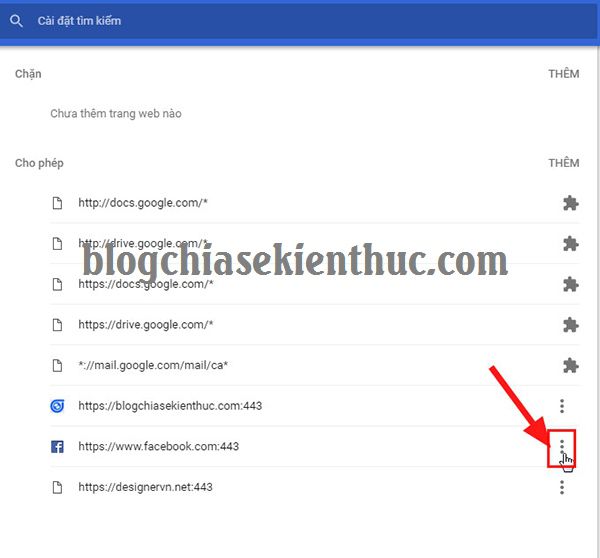 Cài đặt tìm kiếm
Chặn THÊM
Chưa thêm trang web nào
Cho phép THÊM
http://docs.google.com/*
http://drive.google.com/*
blogchiasekienthuc.com
https://docs.google.com/*
https://drive.google.com/*
*://mail.google.com/mail/ca*
https://blogchiasekienthuc.com:443
https://www.facebook.com:443
https://designervn.net:443